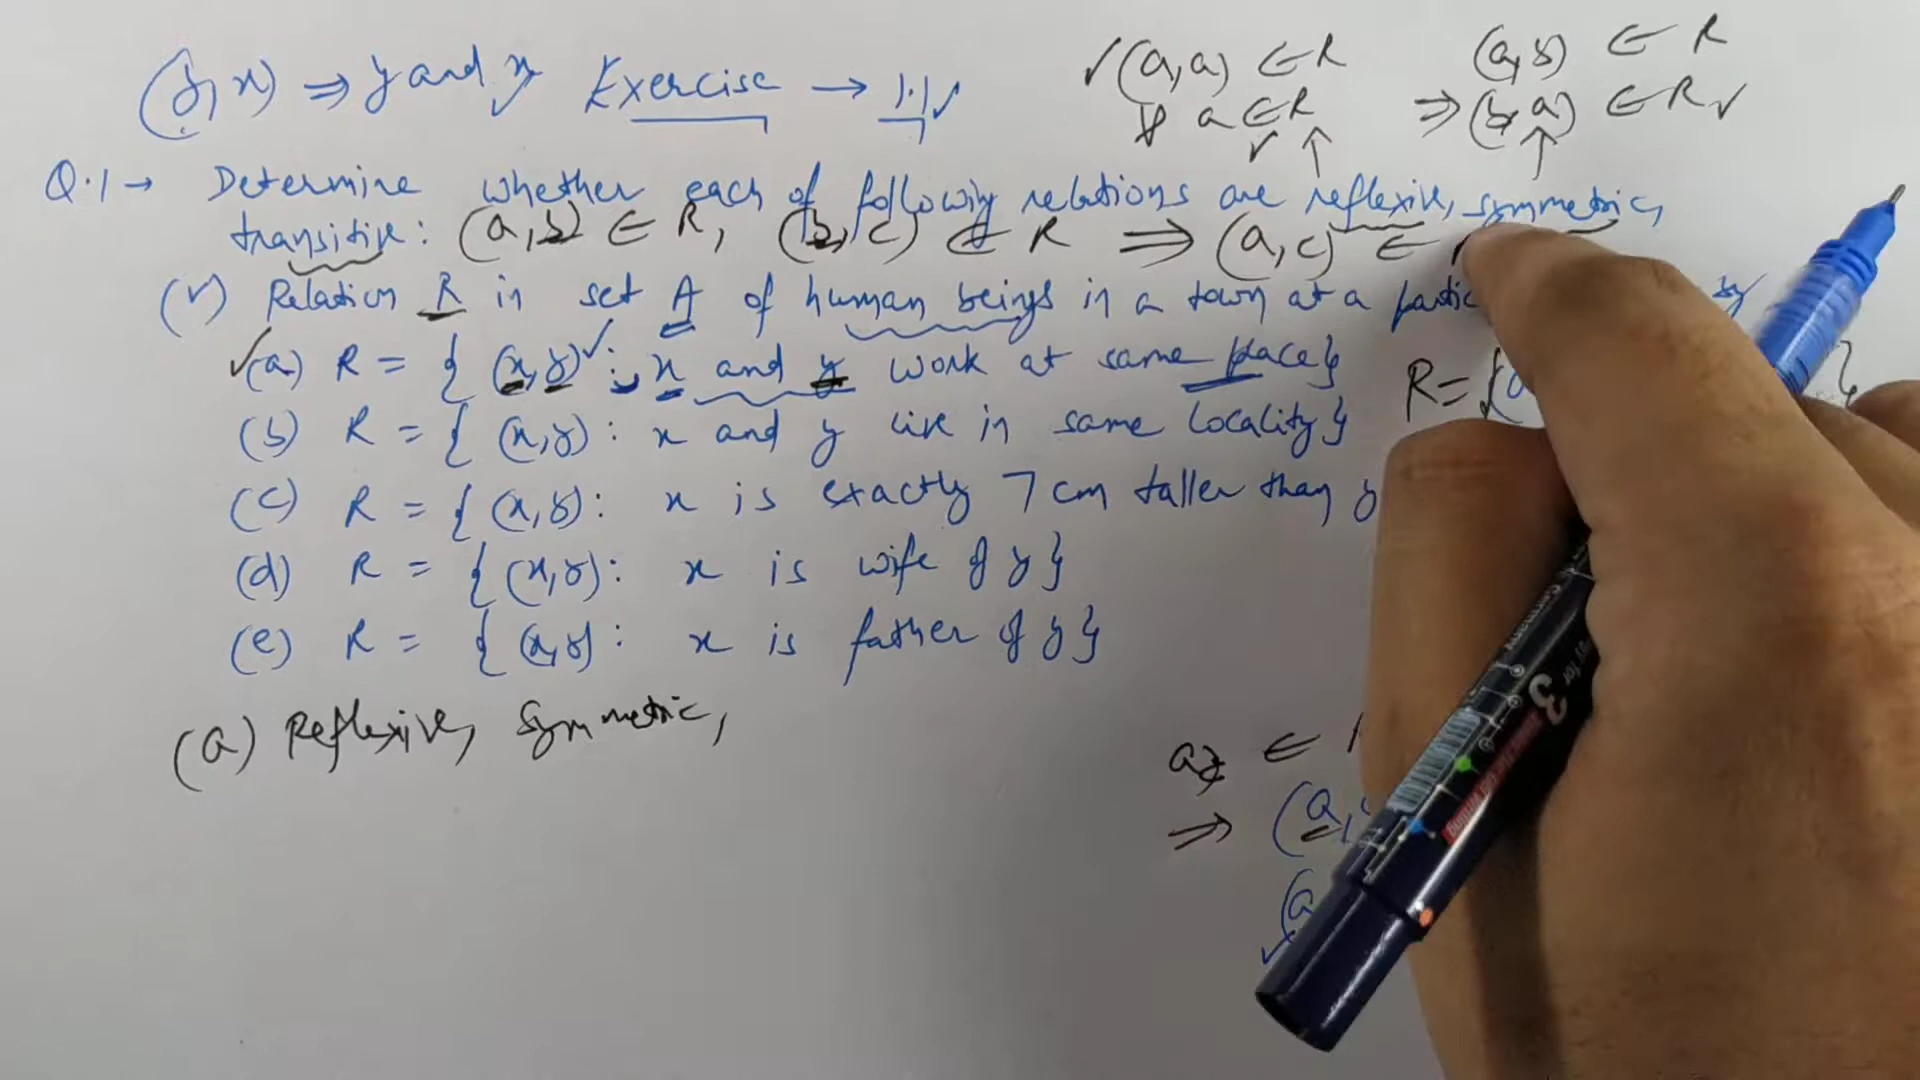 (y, x) ⇒ y and x Exercise → 1.1 ✓
✓(a, a) ∈ R
∀ a ∈ R
(a, b) ∈ R
⇒ (b, a) ∈ R ✓
Q.1 → Determine whether each of following relations are reflexive, symmetric,
transitive: (a, b) ∈ R, (b, c) ∈ R ⇒ (a, c) ∈
(v) Relation R in set A of human beings in a town at a by
✓(a) R = { (x, y) ✓ : x and y work at same place}
R = {
(b) R = { (x, y) : x and y live in same locality}
(c) R = { (x, y) : x is exactly 7 cm taller than y
(d) R = { (x, y) : x is wife of y}
(e) R = { (x, y) : x is father of y}
(a) Reflexive, Symmetric,
∈
⇒ (a,
(a
3